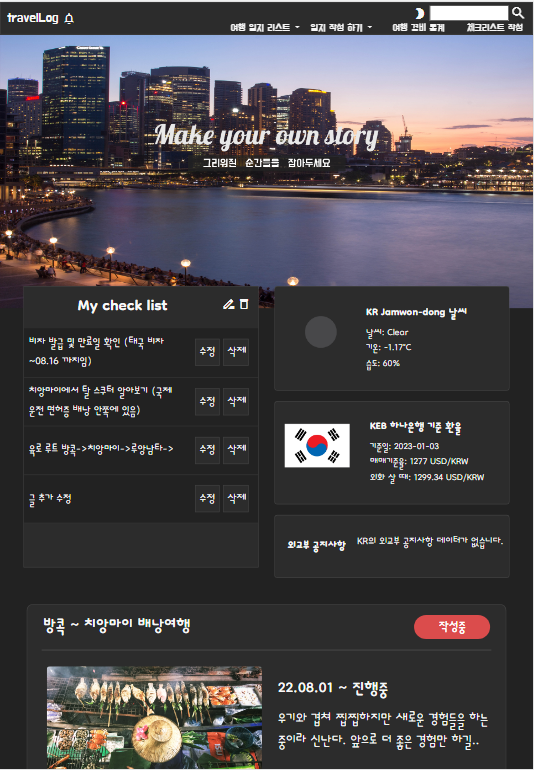 travelLog
여행 일지 리스트 일지 작성 하기 여행 경비 통계 체크리스트 작성
Make your own story
그리워질 순간들을 잡아두세요
My check list
비자 발급 및 만료일 확인 (태국 비자
~08.16 까지임)
수정 삭제
치앙마이에서 탈 스쿠터 알아보기 (국제
운전 면허증 배낭 안쪽에 있음)
수정 삭제
육로 루트 방콕->치앙마이->루앙남타->
수정 삭제
글 추가 수정
수정 삭제
KR Jamwon-dong 날씨
날씨: Clear
기온: -1.17°C
습도: 60%
KEB 하나은행 기준 환율
기준일: 2023-01-03
매매기준율: 1277 USD/KRW
외화 살 때: 1299.34 USD/KRW
외교부 공지사항
KR의 외교부 공지사항 데이터가 없습니다.
방콕 ~ 치앙마이 배낭여행
작성중
22.08.01 ~ 진행중
우기와 겹쳐 찝찝하지만 새로운 경험들을 하는
중이라 신난다. 앞으로 더 좋은 경험만 하길..